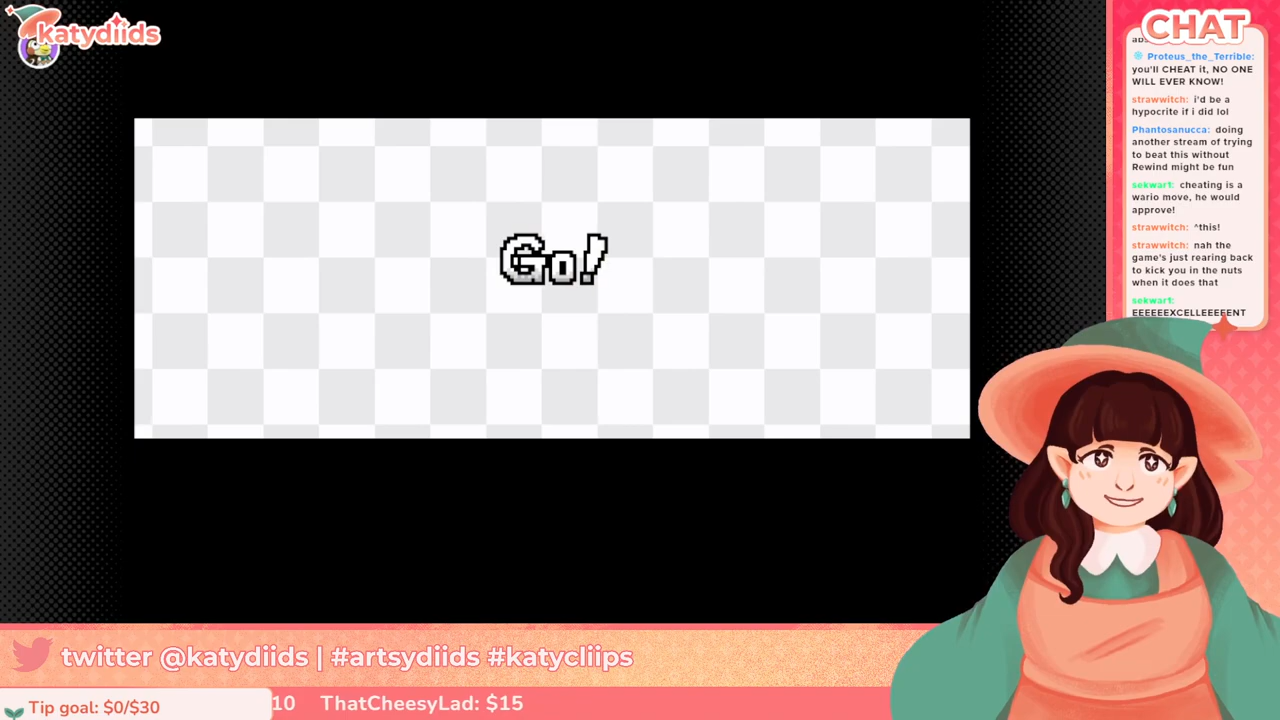 katydiids
CHAT
Proteus_the_Terrible:
you'll CHEAT it, NO ONE
WILL EVER KNOW!
strawwitch: i'd be a
hypocrite if i did lol
Phantosanucca: doing
another stream of trying
to beat this without
Rewind might be fun
sekwart: cheating is a
wario move, he would
approve!
strawwitch: ^this!
strawwitch: nah the
game's just rearing back
to kick you in the nuts
when it does that
sekwart:
EEEEEEXCELLEEEEENT
Go!
twitter @katydiids | #artsydiids #katycliips
Tip goal: $0/$30
10 ThatCheesyLad: $15